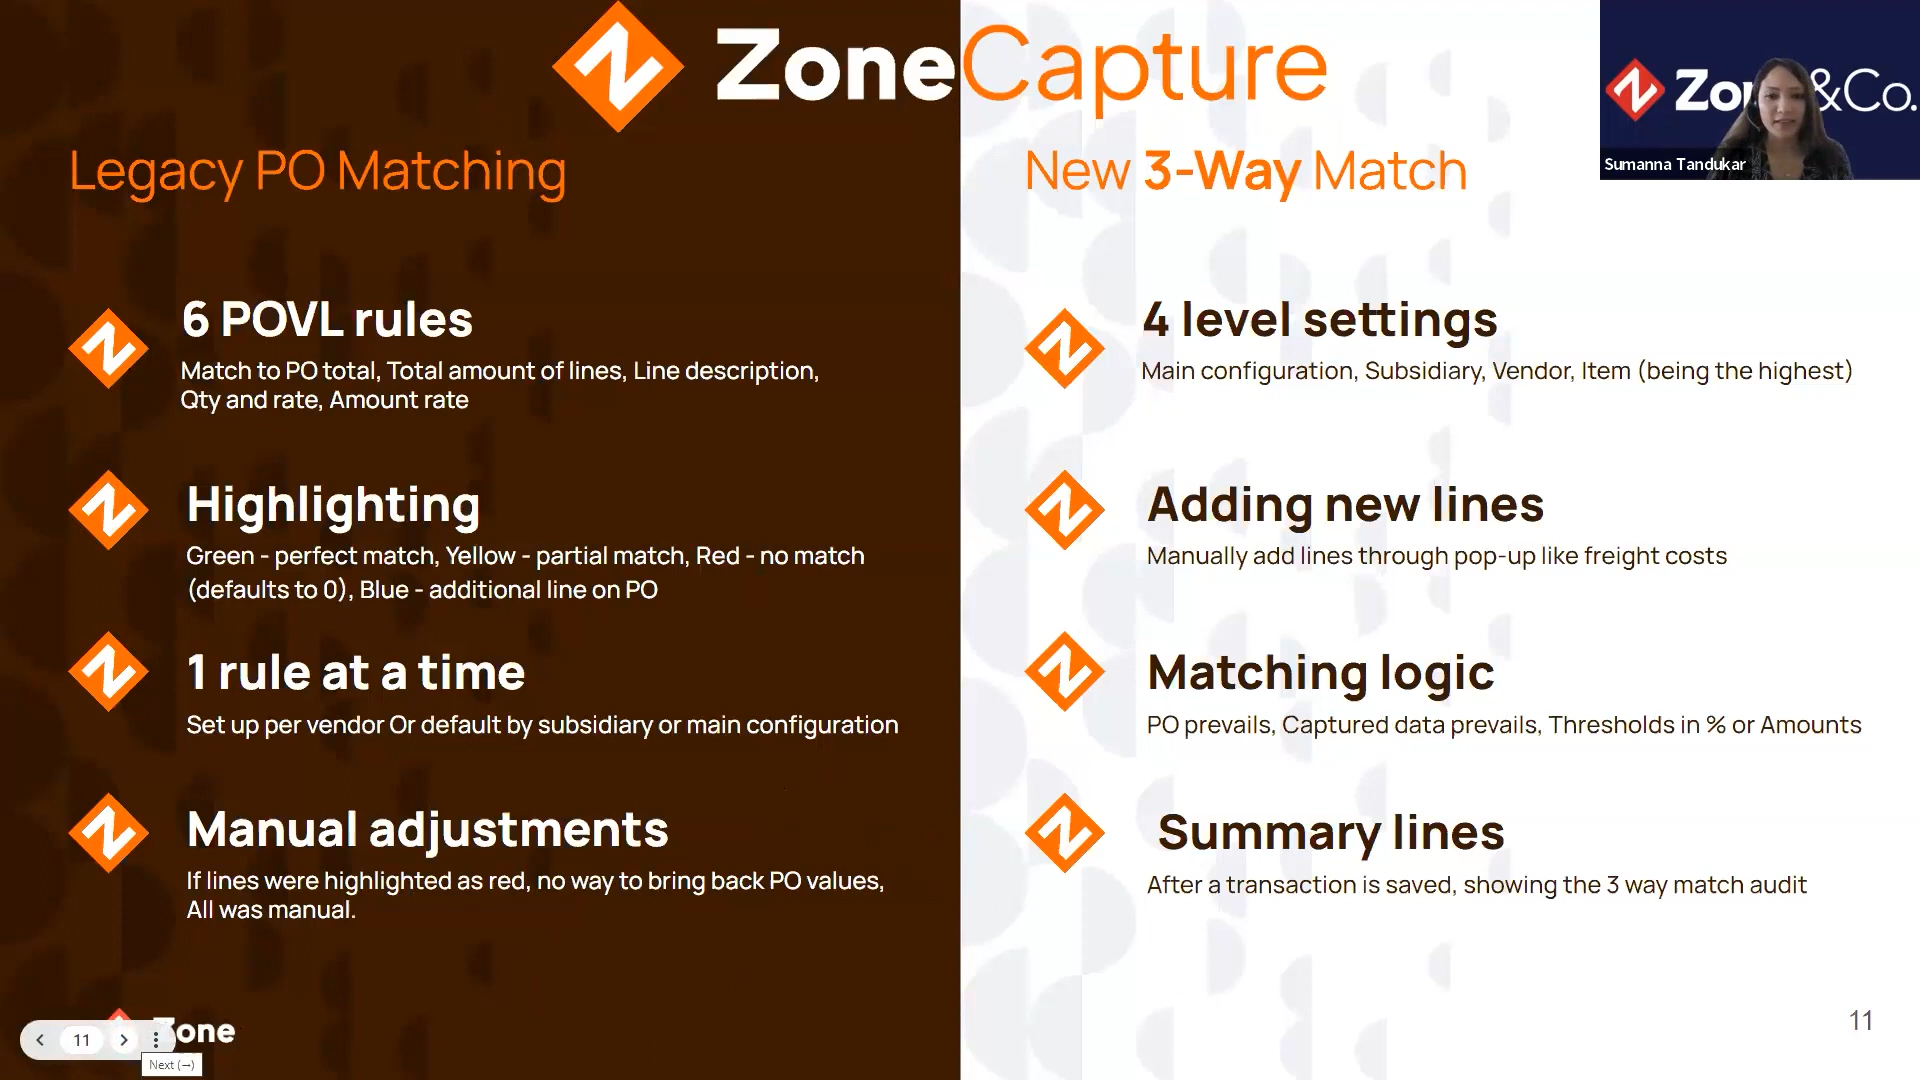 ZoneCapture
Zone & Co.
Sumanna Tandukar
Legacy PO Matching
6 POVL rules
Match to PO total, Total amount of lines, Line description,
Qty and rate, Amount rate
Highlighting
Green - perfect match, Yellow - partial match, Red - no match
(defaults to 0), Blue - additional line on PO
1 rule at a time
Set up per vendor Or default by subsidiary or main configuration
Manual adjustments
If lines were highlighted as red, no way to bring back PO values,
All was manual.
New 3-Way Match
4 level settings
Main configuration, Subsidiary, Vendor, Item (being the highest)
Adding new lines
Manually add lines through pop-up like freight costs
Matching logic
PO prevails, Captured data prevails, Thresholds in % or Amounts
Summary lines
After a transaction is saved, showing the 3 way match audit
Zone
11
Next (→)
11